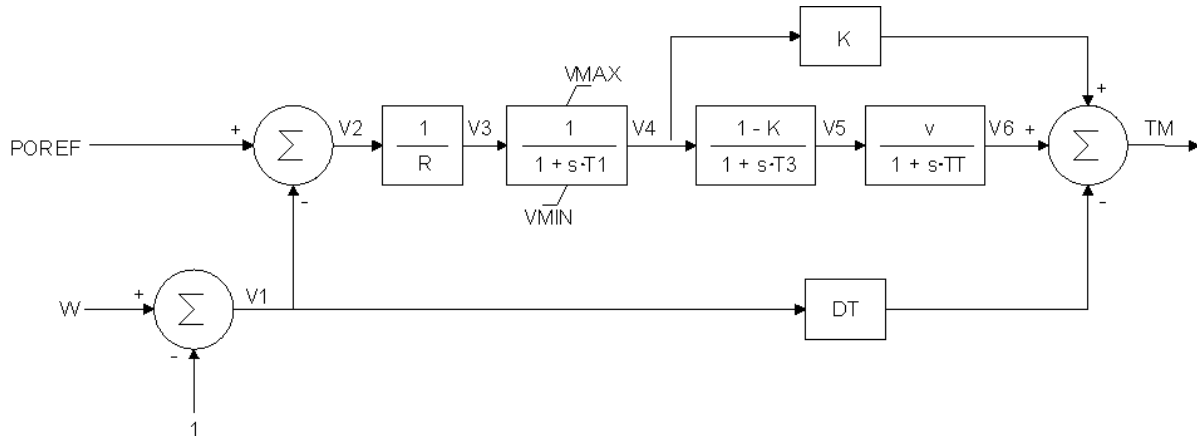 K
VMAX
+
POREF
+
Σ
V2
1
R
V3
1
1 + s·T1
V4
1 - K
1 + s·T3
V5
v
1 + s·TT
V6
+
Σ
TM
VMIN
-
-
W
+
Σ
V1
DT
-
1